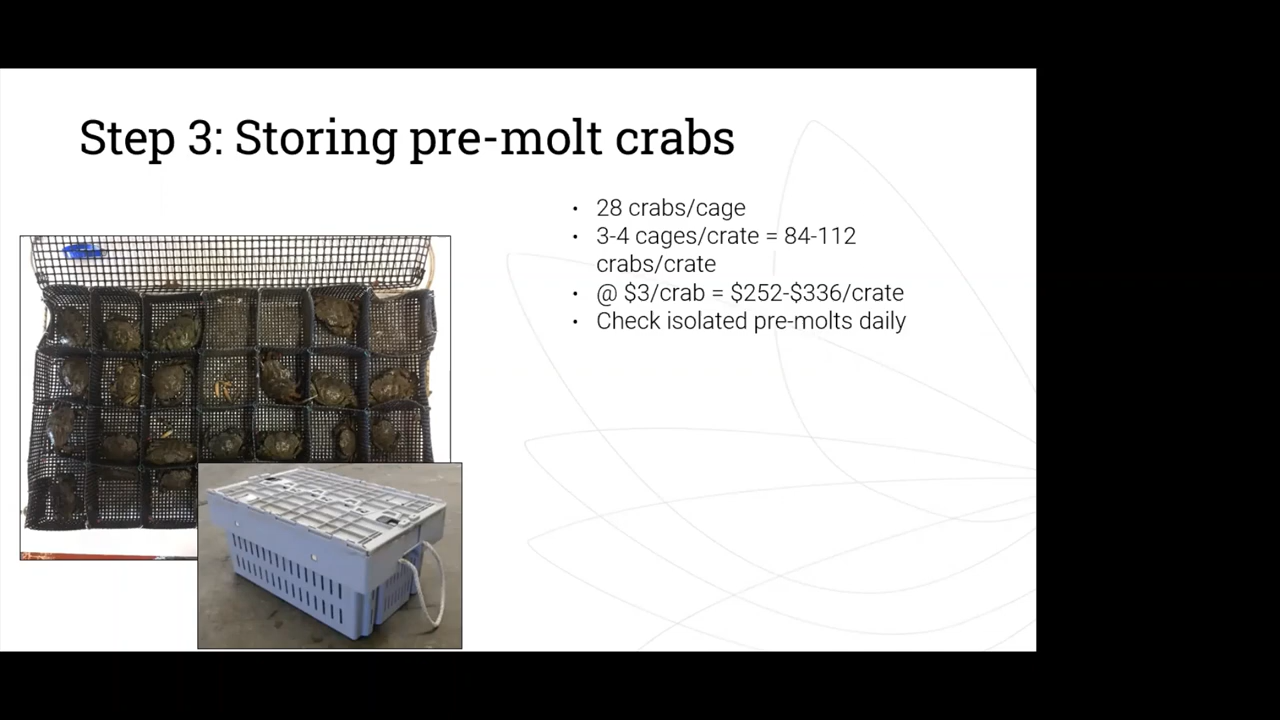 Step 3: Storing pre-molt crabs
• 28 crabs/cage
• 3-4 cages/crate = 84-112
crabs/crate
• @ $3/crab = $252-$336/crate
• Check isolated pre-molts daily